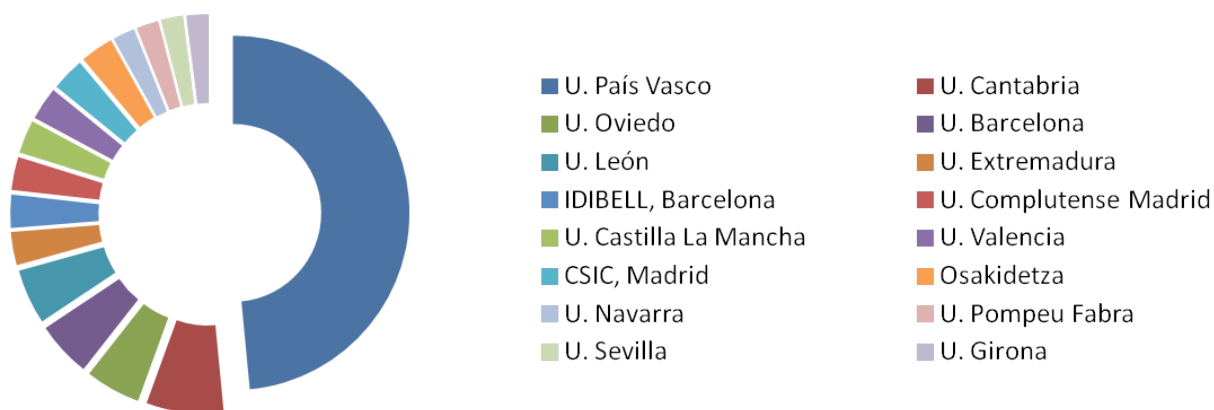 U. País Vasco
U. Cantabria
U. Oviedo
U. Barcelona
U. León
U. Extremadura
IDIBELL, Barcelona
U. Complutense Madrid
U. Castilla La Mancha
U. Valencia
CSIC, Madrid
Osakidetza
U. Navarra
U. Pompeu Fabra
U. Sevilla
U. Girona